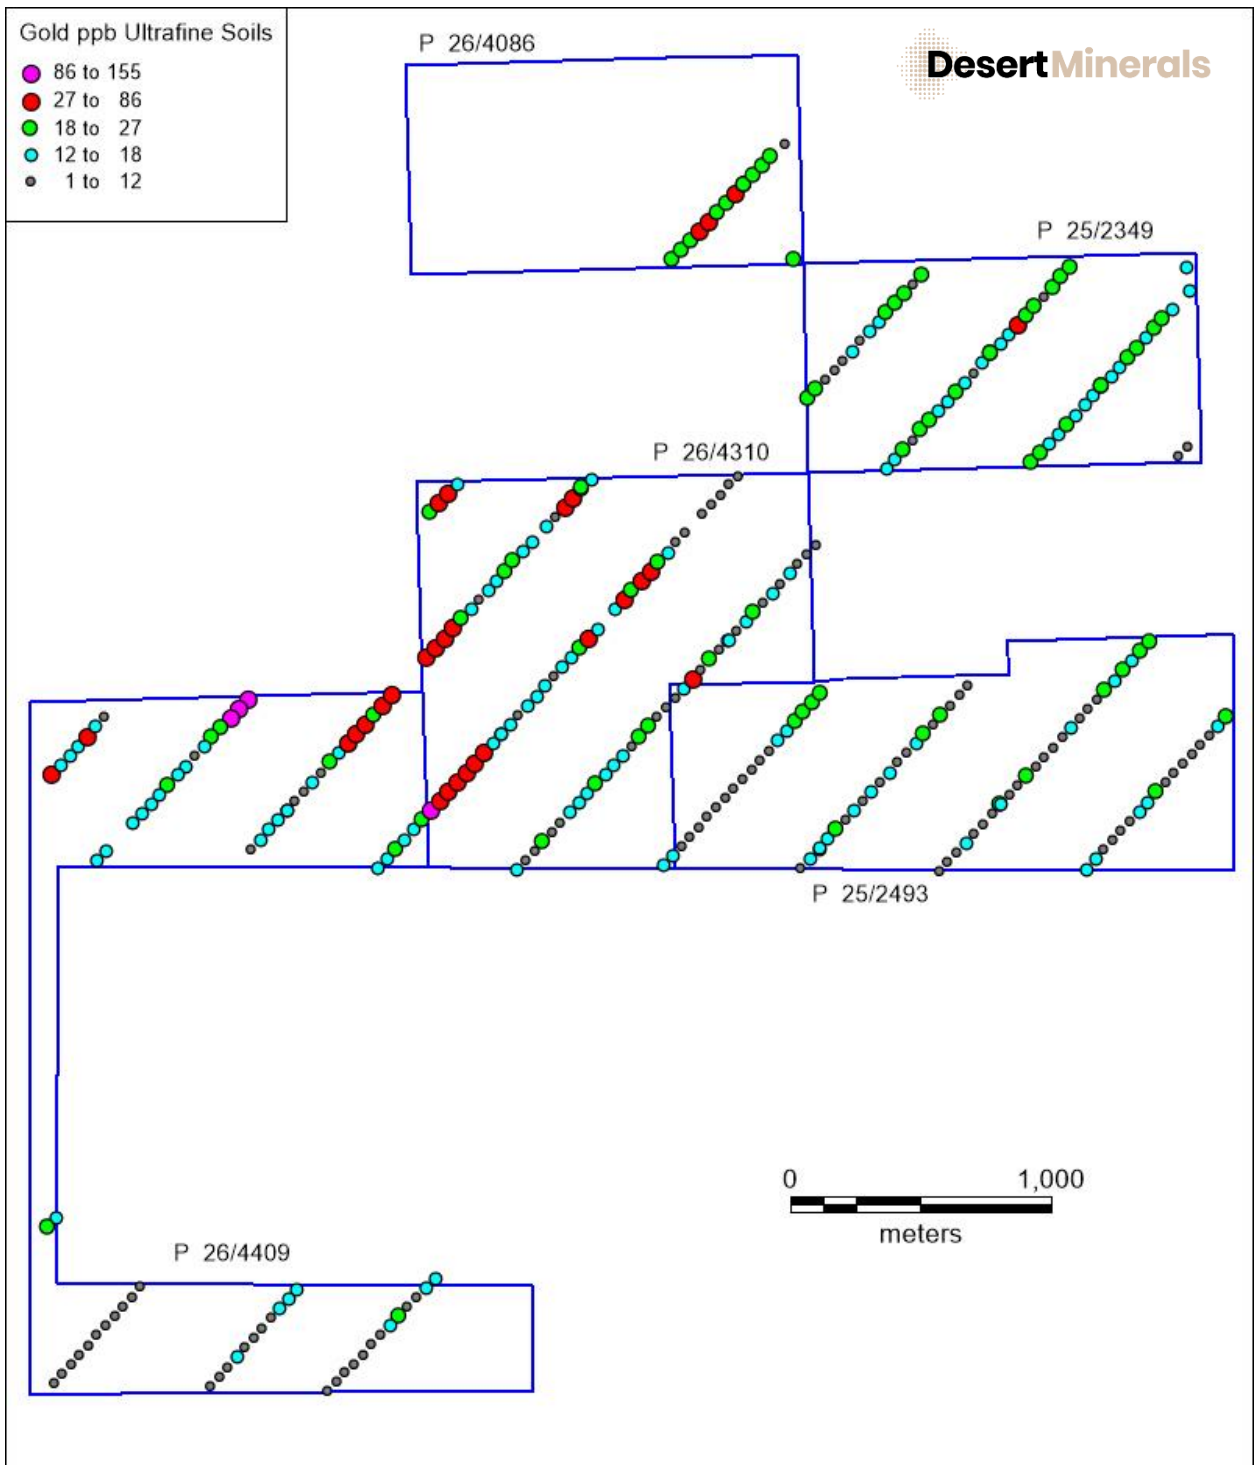 Gold ppb Ultrafine Soils
86 to 155
27 to 86
18 to 27
12 to 18
1 to 12
P 26/4086
DesertMinerals
P 25/2349
P 26/4310
P 25/2493
0 1,000
meters
P 26/4409